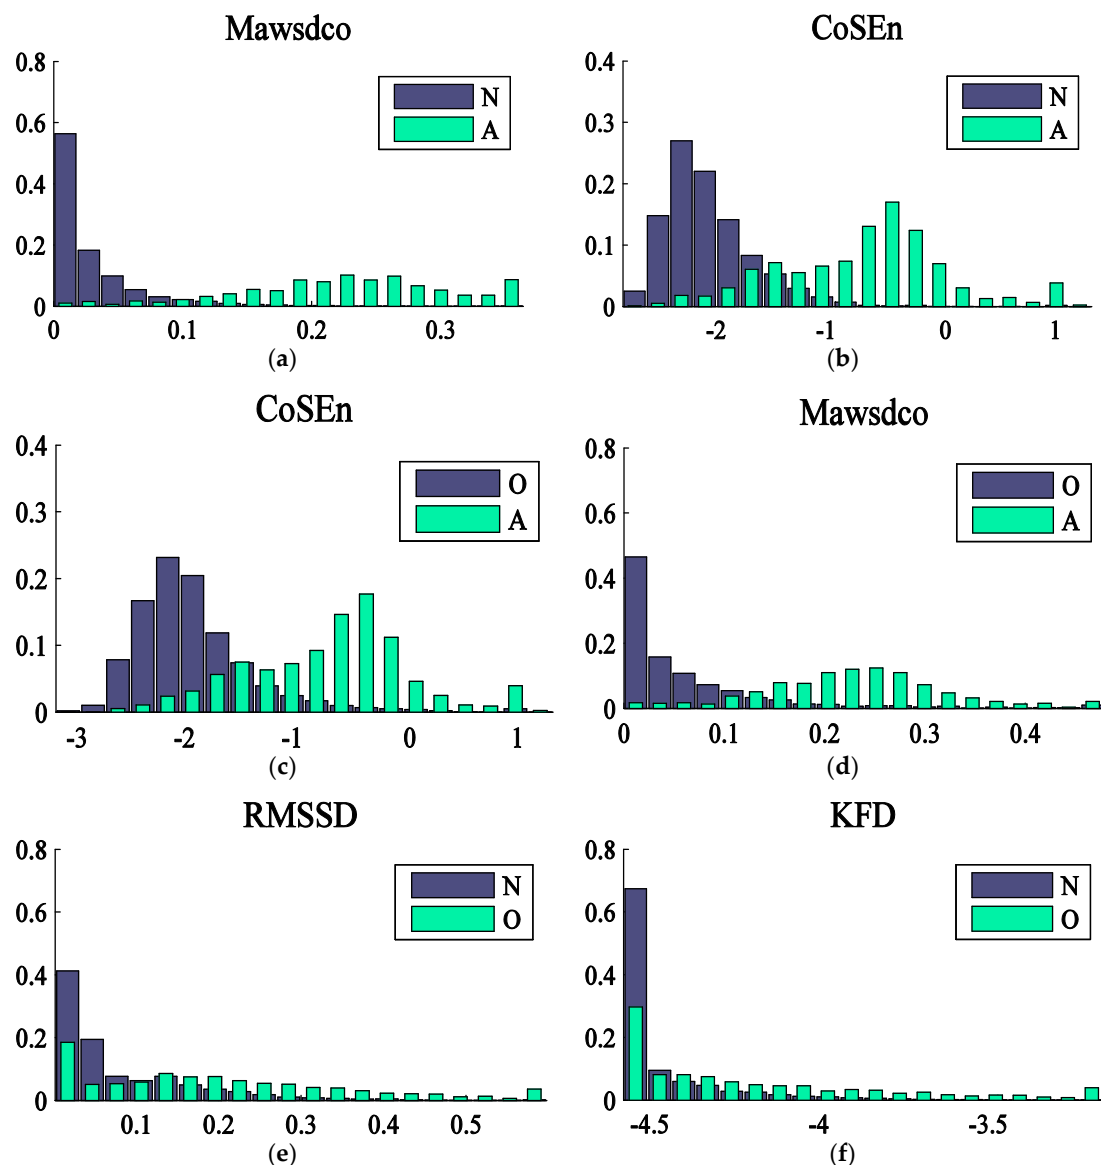 Mawsdco
0.8
0.6
0.4
0.2
0
N
A
0 0.1 0.2 0.3
(a)
CoSEn
0.4
0.3
0.2
0.1
0
N
A
-2 -1 0 1
(b)
CoSEn
0.4
0.3
0.2
0.1
0
O
A
-3 -2 -1 0 1
(c)
Mawsdco
0.8
0.6
0.4
0.2
0
O
A
0 0.1 0.2 0.3 0.4
(d)
RMSSD
0.8
0.6
0.4
0.2
0
N
O
0.1 0.2 0.3 0.4 0.5
(e)
KFD
0.8
0.6
0.4
0.2
0
N
O
-4.5 -4 -3.5
(f)